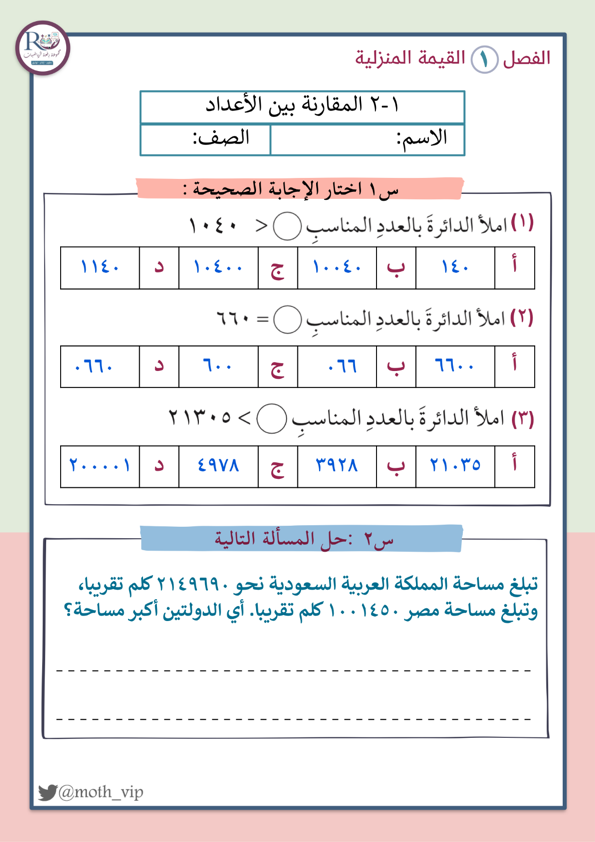 الفصل ١ القيمة المنزلية
١-٢ المقارنة بين الأعداد
الاسم: الصف:
س١ اختار الإجابة الصحيحة :
(١) املأ الدائرةَ بالعددِ المناسبِ ◯ > ١٠٤٠
أ ١٤٠ ب ١٠٠٤٠ ج ١٠٤٠٠ د ١١٤٠
(٢) املأ الدائرةَ بالعددِ المناسبِ ◯ = ٦٦٠
أ ٦٦٠٠ ب ٠٦٦ ج ٦٠٠ د ٠٦٦٠
(٣) املأ الدائرةَ بالعددِ المناسبِ ◯ < ٢١٣٠٥
أ ٢١٠٣٥ ب ٣٩٢٨ ج ٤٩٧٨ د ٢٠٠٠٠١
س٢ :حل المسألة التالية
تبلغ مساحة المملكة العربية السعودية نحو ٢١٤٩٦٩٠ كلم تقريبا،
وتبلغ مساحة مصر ١٠٠١٤٥٠ كلم تقريبا. أي الدولتين أكبر مساحة؟
@moth_vip